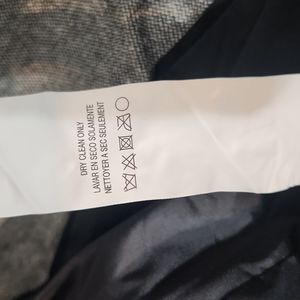 DRY CLEAN ONLY
LAVAR EN SECO SOLAMENTE
NETTOYER A SEC SEULEMENT